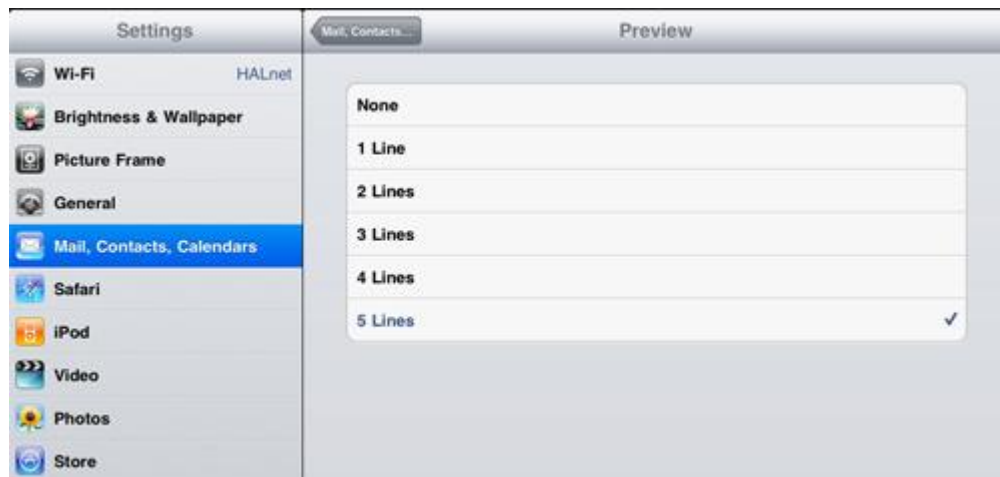 Settings
Wi-Fi HALnet
Brightness & Wallpaper
Picture Frame
General
Mail, Contacts, Calendars
Safari
iPod
Video
Photos
Store
Mail, Contacts...
Preview
None
1 Line
2 Lines
3 Lines
4 Lines
5 Lines